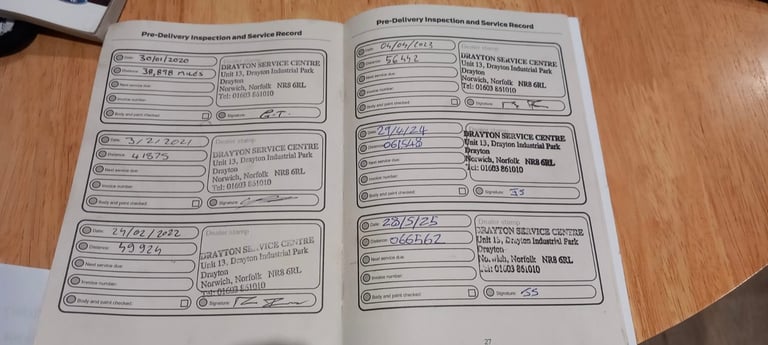 Pre-Delivery Inspection and Service Record
Date: 30/01/2020
Distance: 38,898 MILES
Next service due:
Invoice number:
Body and paint checked:
DRAYTON SERVICE CENTRE
Unit 13, Drayton Industrial Park
Drayton
Norwich, Norfolk NR8 6RL
Tel: 01603 861010
Signature: G.T.
Date: 3/2/2021
Dealer stamp
Distance: 41875
Next service due:
Invoice number:
Body and paint checked:
DRAYTON SERVICE CENTRE
Unit 13, Drayton Industrial Park
Drayton
Norwich, Norfolk NR8 6RL
Tel: 01603 861010
Signature:
Date: 24/02/2022
Dealer stamp
Distance: 49924
Next service due:
Invoice number:
Body and paint checked:
DRAYTON SERVICE CENTRE
Unit 13, Drayton Industrial Park
Drayton
Norwich, Norfolk NR8 6RL
Tel: 01603 861010
Signature:
Pre-Delivery Inspection and Service Record
Date: 04/04/2023
Dealer stamp
Distance: 56442
Next service due:
Invoice number:
Body and paint checked:
DRAYTON SERVICE CENTRE
Unit 13, Drayton Industrial Park
Drayton
Norwich, Norfolk NR8 6RL
Tel: 01603 861010
Signature:
Date: 29/4/24
Distance: 061548
Next service due:
Invoice number:
Body and paint checked:
DRAYTON SERVICE CENTRE
Unit 13, Drayton Industrial Park
Drayton
Norwich, Norfolk NR8 6RL
Tel: 01603 861010
Signature: SS
Date: 28/5/25
Dealer stamp
Distance: 066562
Next service due:
Invoice number:
Body and paint checked:
DRAYTON SERVICE CENTRE
Unit 13, Drayton Industrial Park
Drayton
Norwich, Norfolk NR8 6RL
Tel: 01603 861010
Signature: SS
27